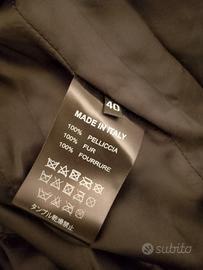 40
MADE IN ITALY
100% PELLICCIA
100% FUR
100% FOURRURE
タンブル乾燥禁止
subito